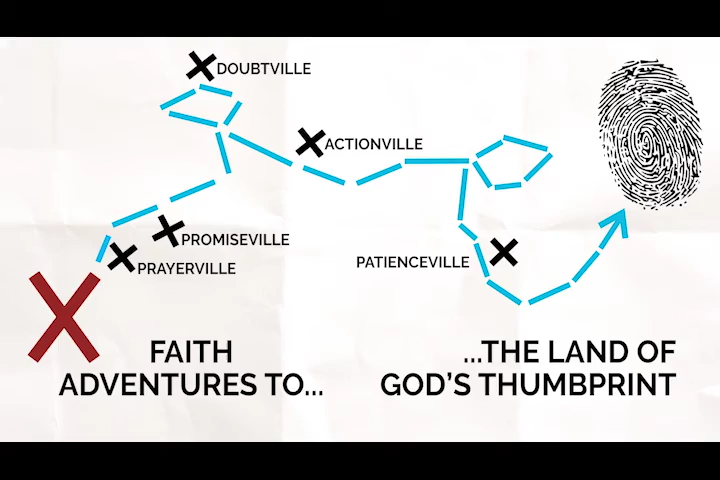 DOUBTVILLE
ACTIONVILLE
PROMISEVILLE
PRAYERVILLE
PATIENCEVILLE
FAITH
ADVENTURES TO...
...THE LAND OF
GOD'S THUMBPRINT